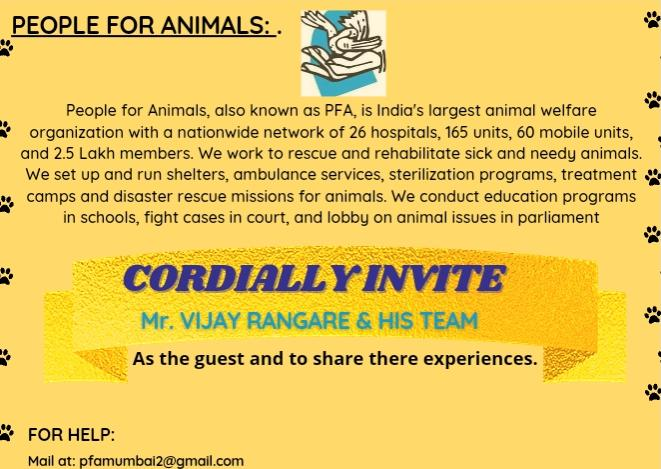 PEOPLE FOR ANIMALS: .
People for Animals, also known as PFA, is India's largest animal welfare
organization with a nationwide network of 26 hospitals, 165 units, 60 mobile units,
and 2.5 Lakh members. We work to rescue and rehabilitate sick and needy animals.
We set up and run shelters, ambulance services, sterilization programs, treatment
camps and disaster rescue missions for animals. We conduct education programs
in schools, fight cases in court, and lobby on animal issues in parliament
CORDIALLY INVITE
Mr. VIJAY RANGARE & HIS TEAM
As the guest and to share there experiences.
FOR HELP:
Mail at: pfamumbai2@gmail.com